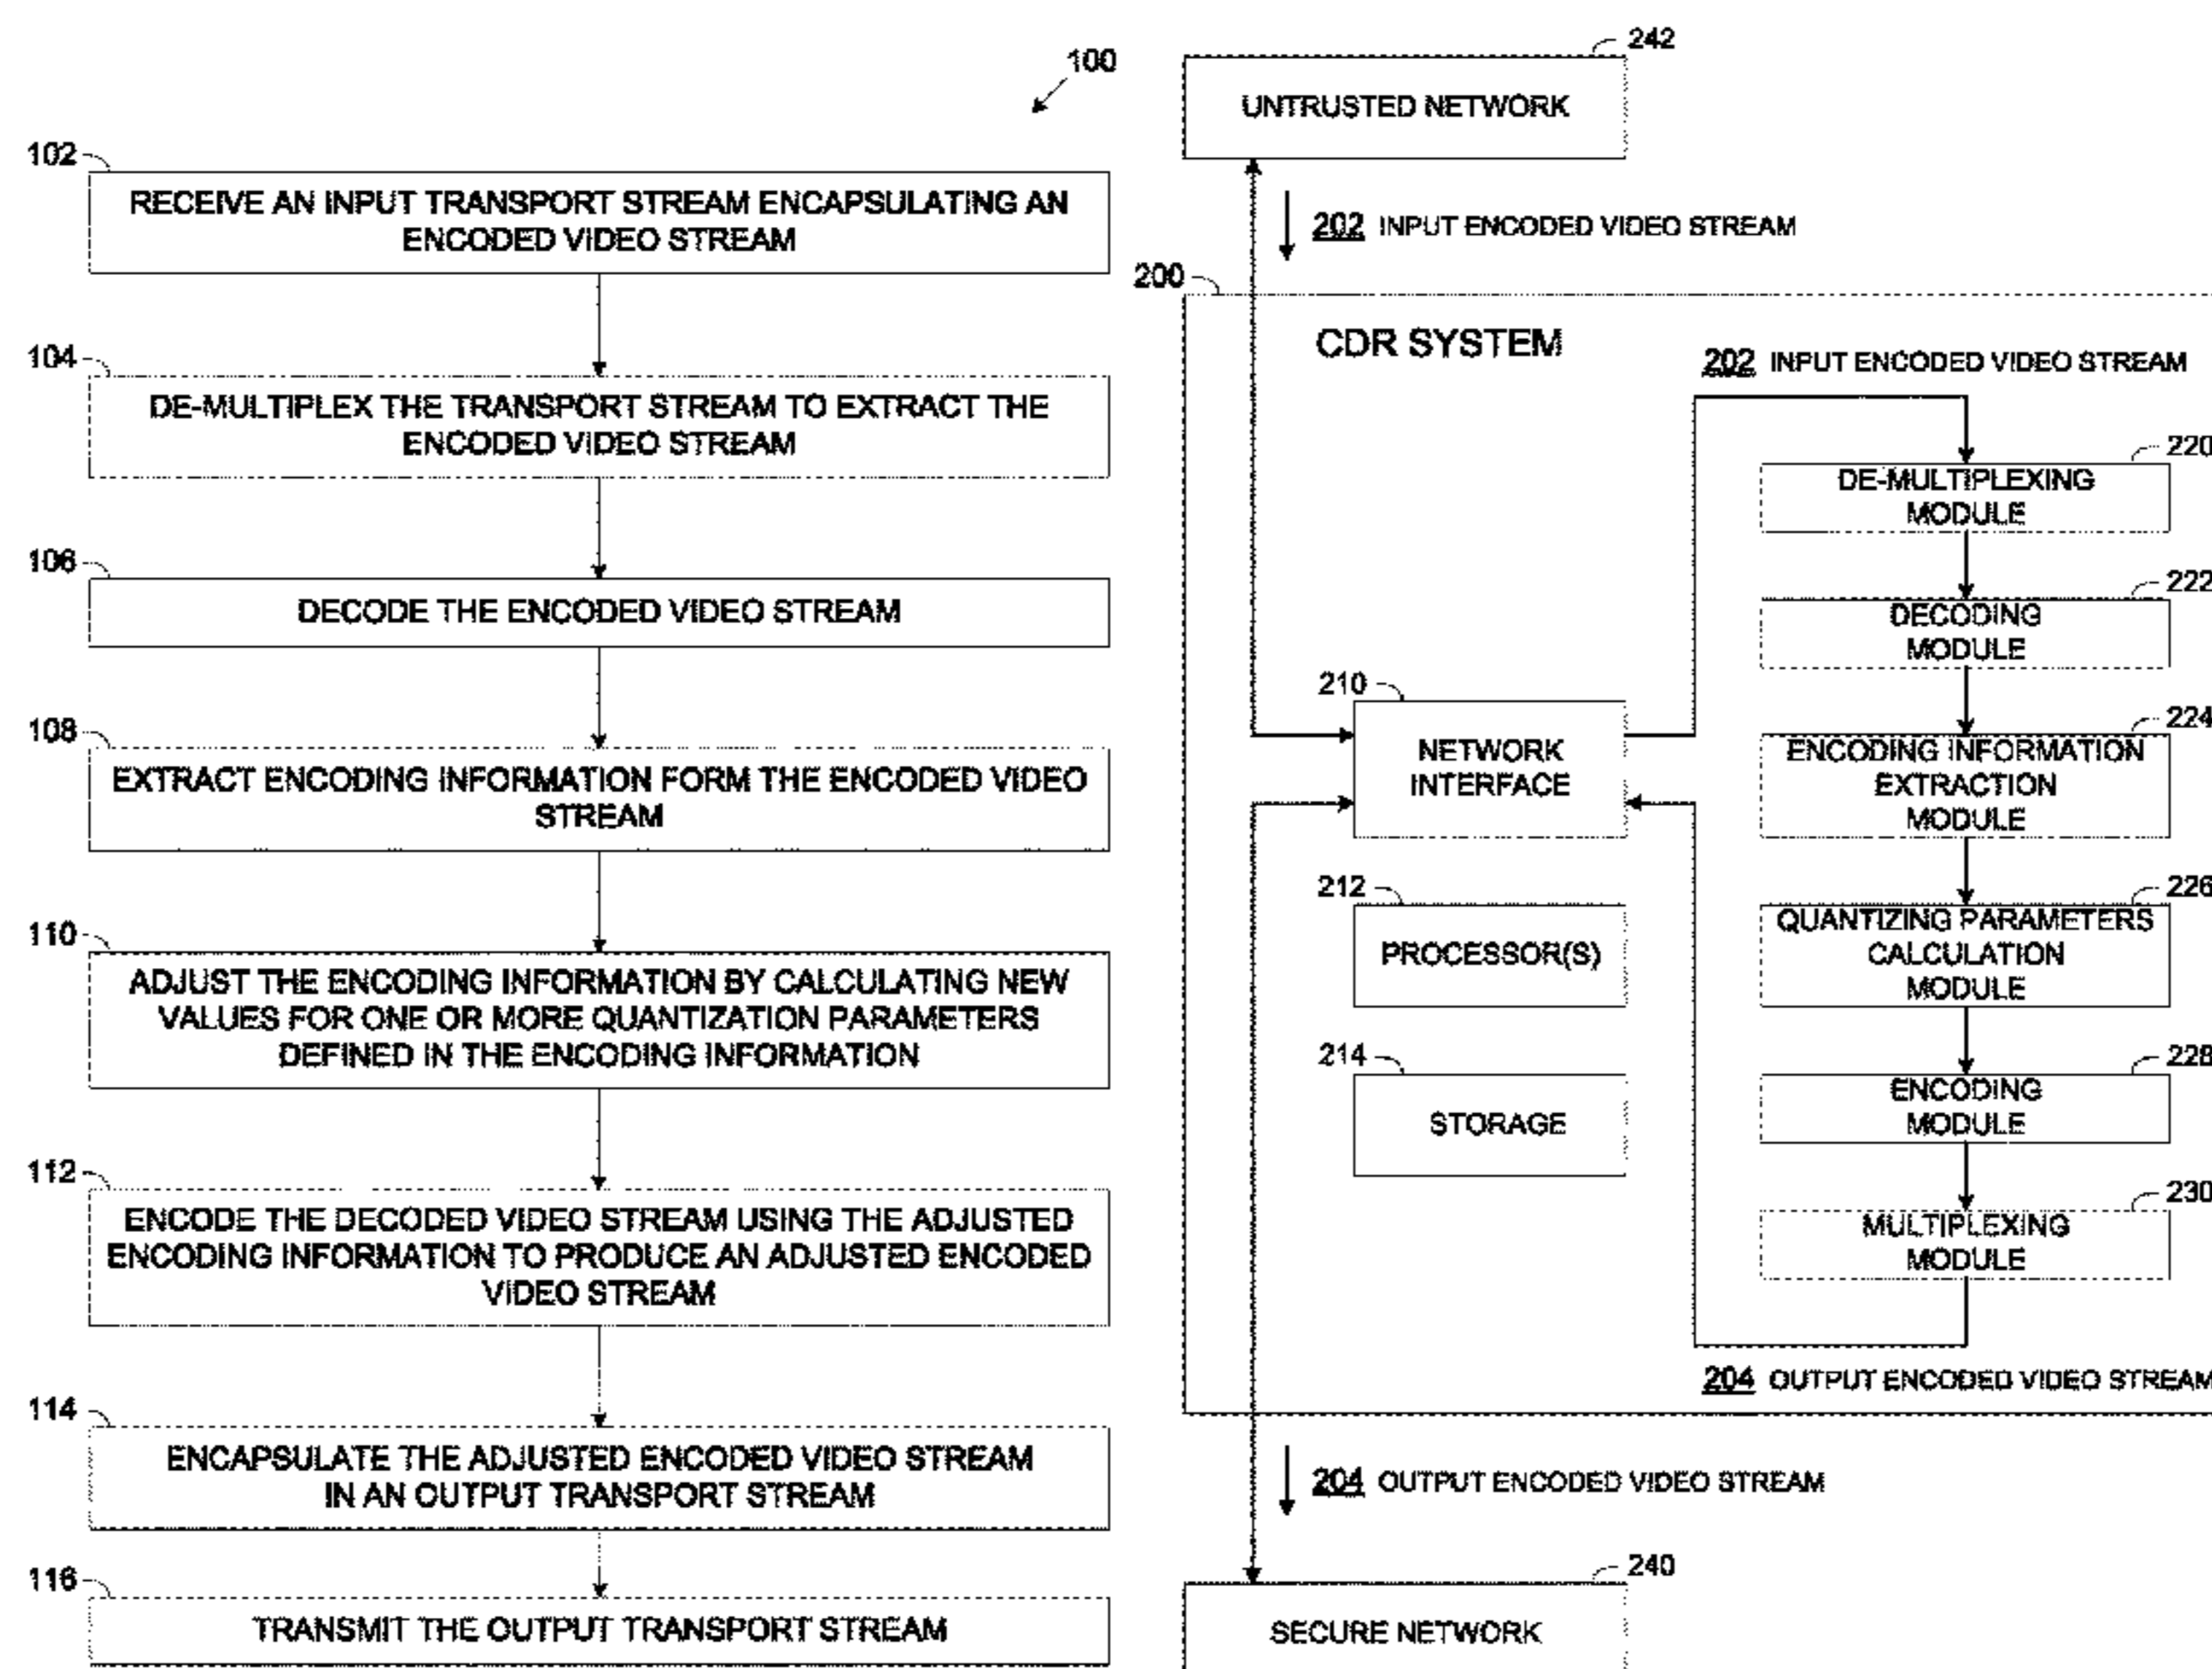 100
102
RECEIVE AN INPUT TRANSPORT STREAM ENCAPSULATING AN
ENCODED VIDEO STREAM
104
DE-MULTIPLEX THE TRANSPORT STREAM TO EXTRACT THE
ENCODED VIDEO STREAM
106
DECODE THE ENCODED VIDEO STREAM
108
EXTRACT ENCODING INFORMATION FORM THE ENCODED VIDEO
STREAM
110
ADJUST THE ENCODING INFORMATION BY CALCULATING NEW
VALUES FOR ONE OR MORE QUANTIZATION PARAMETERS
DEFINED IN THE ENCODING INFORMATION
112
ENCODE THE DECODED VIDEO STREAM USING THE ADJUSTED
ENCODING INFORMATION TO PRODUCE AN ADJUSTED ENCODED
VIDEO STREAM
114
ENCAPSULATE THE ADJUSTED ENCODED VIDEO STREAM
IN AN OUTPUT TRANSPORT STREAM
116
TRANSMIT THE OUTPUT TRANSPORT STREAM
242
UNTRUSTED NETWORK
202 INPUT ENCODED VIDEO STREAM
200
CDR SYSTEM
202 INPUT ENCODED VIDEO STREAM
220
DE-MULTIPLEXING
MODULE
222
DECODING
MODULE
210
NETWORK
INTERFACE
224
ENCODING INFORMATION
EXTRACTION
MODULE
212
PROCESSOR(S)
226
QUANTIZING PARAMETERS
CALCULATION
MODULE
214
STORAGE
228
ENCODING
MODULE
230
MULTIPLEXING
MODULE
204 OUTPUT ENCODED VIDEO STREAM
204 OUTPUT ENCODED VIDEO STREAM
240
SECURE NETWORK